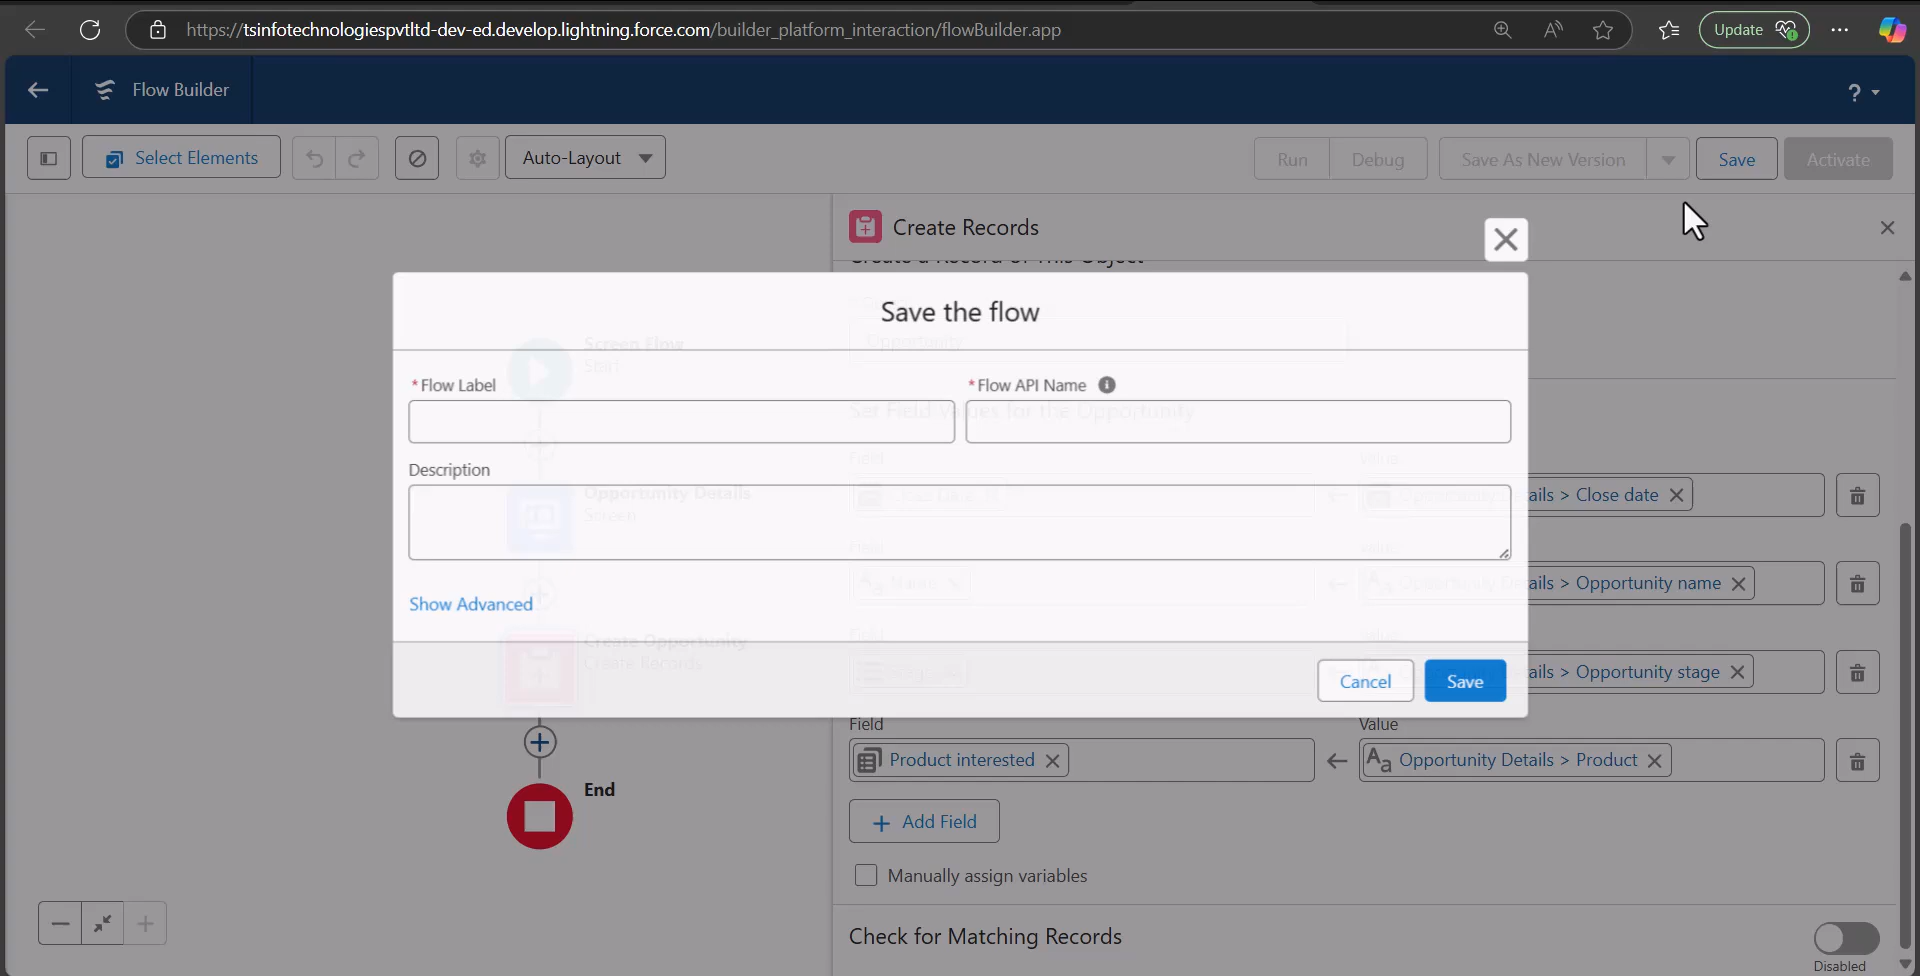 https://tsinfotechnologiespvtltd-dev-ed.develop.lightning.force.com/builder_platform_interaction/flowBuilder.app
Update
Flow Builder
?
Select Elements
Auto-Layout
Run
Debug
Save As New Version
Save
Activate
Create Records
Create a Record of This Object
Save the flow
Screen Flow
Start
Opportunity
* Flow Label
* Flow API Name
Set Field Values for the Opportunity
Field
Value
Description
Opportunity Details
Screen
Close Date
ails > Close date
Field
Value
Name
Opportunity Details > Opportunity name
Show Advanced
Create Opportunity
Create Records
Field
Value
ails > Opportunity stage
Cancel
Save
Field
Value
Product interested
Aa Opportunity Details > Product
End
+ Add Field
Manually assign variables
Check for Matching Records
Disabled